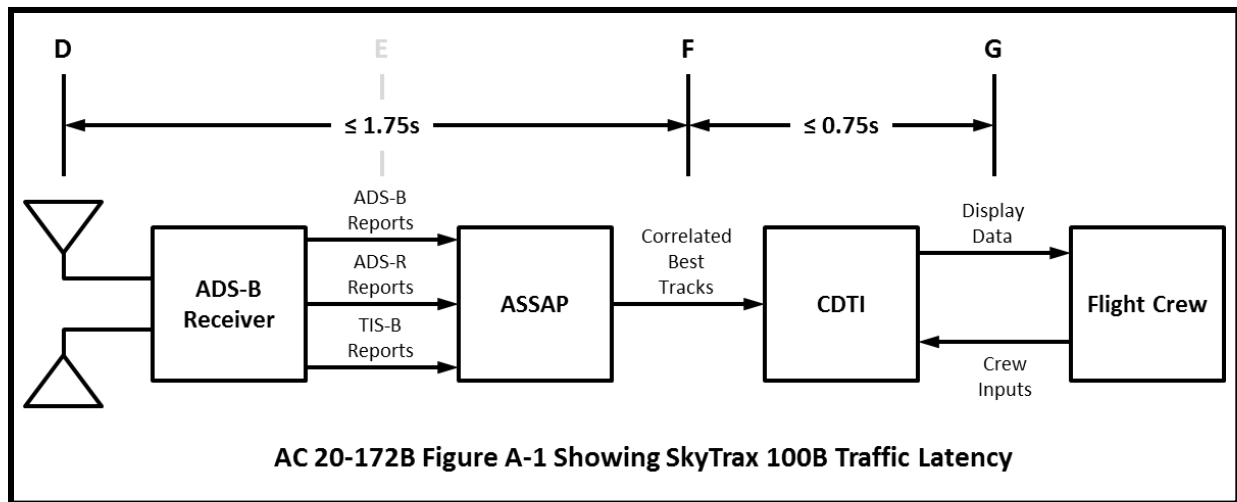 D
E
F
G
≤ 1.75s
≤ 0.75s
ADS-B
Receiver
ADS-B
Reports
ADS-R
Reports
TIS-B
Reports
ASSAP
Correlated
Best
Tracks
CDTI
Display
Data
Crew
Inputs
Flight Crew
AC 20-172B Figure A-1 Showing SkyTrax 100B Traffic Latency